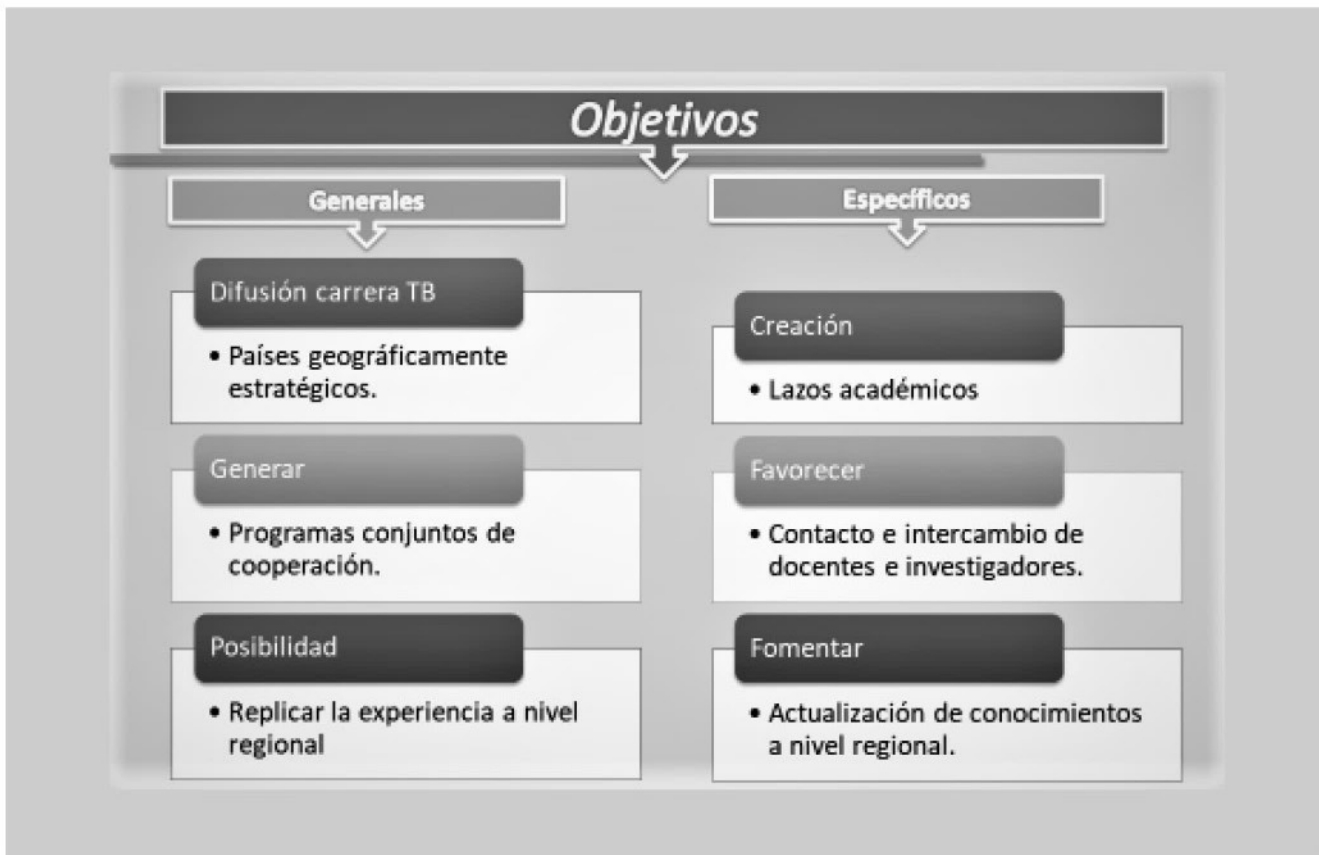 Objetivos
Generales
Difusión carrera TB
• Países geográficamente
estratégicos.
Generar
• Programas conjuntos de
cooperación.
Posibilidad
• Replicar la experiencia a nivel
regional
Específicos
Creación
• Lazos académicos
Favorecer
• Contacto e intercambio de
docentes e investigadores.
Fomentar
• Actualización de conocimientos
a nivel regional.